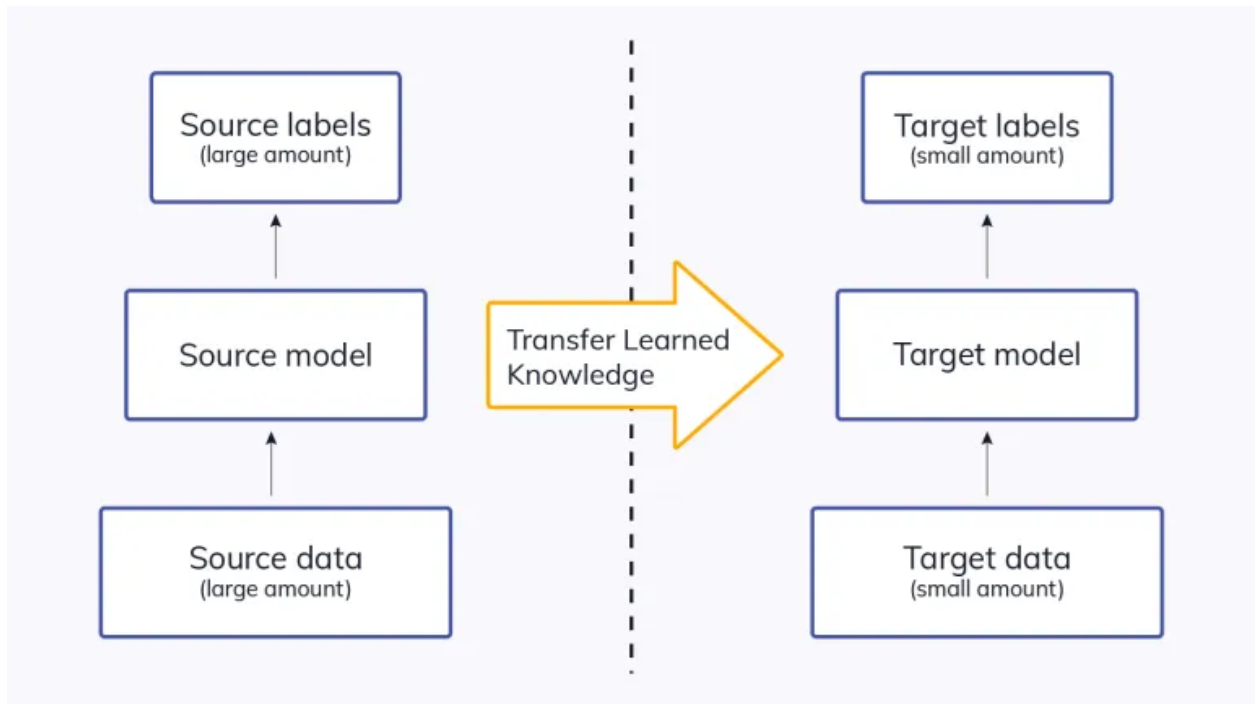 Source labels
(large amount)
Target labels
(small amount)
Source model
Transfer Learned
Knowledge
Target model
Source data
(large amount)
Target data
(small amount)